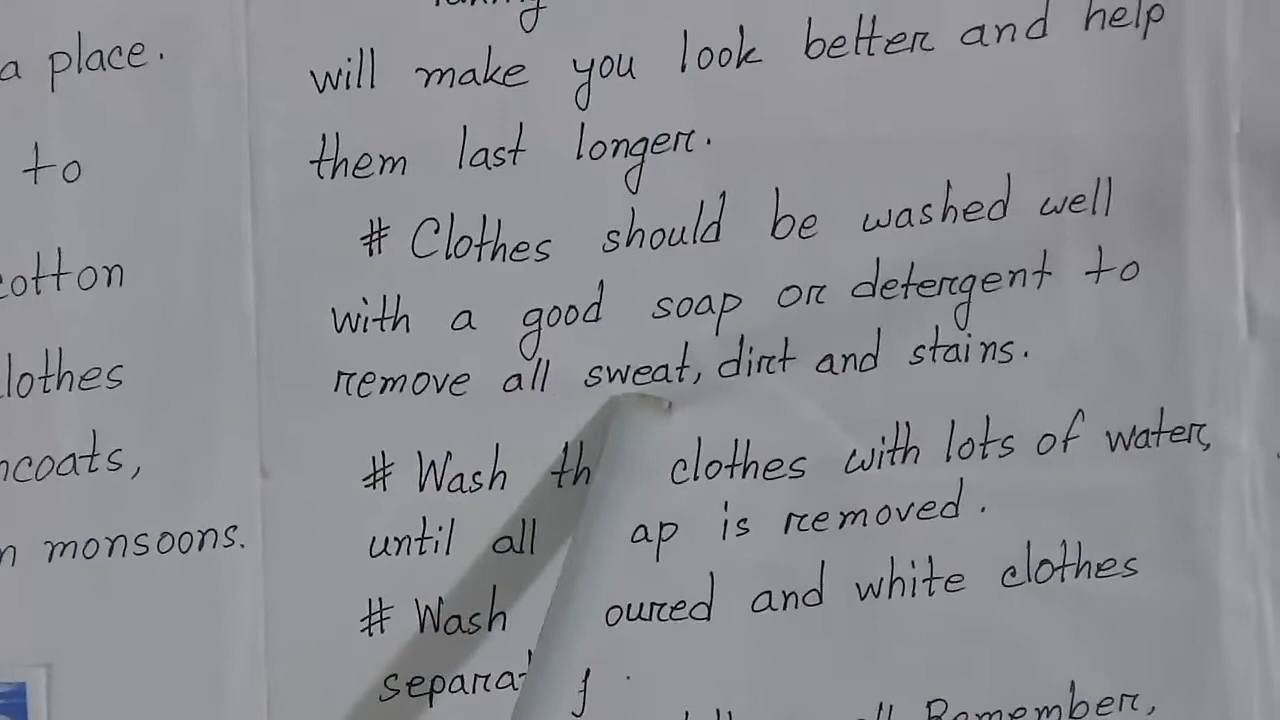 a place.
to
cotton
lothes
ncoats,
n monsoons.
will make you look better and help
them last longer.
# Clothes should be washed well
with a good soap or detergent to
remove all sweat, dirt and stains.
# Wash th clothes with lots of water,
until all ap is removed.
# Wash oured and white clothes
separat
Remember,